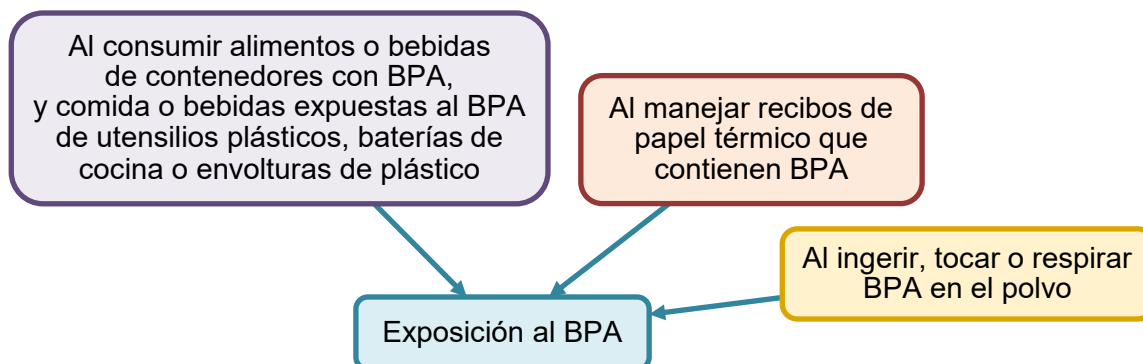 Al consumir alimentos o bebidas
de contenedores con BPA,
y comida o bebidas expuestas al BPA
de utensilios plásticos, baterías de
cocina o envolturas de plástico
Al manejar recibos de
papel térmico que
contienen BPA
Al ingerir, tocar o respirar
BPA en el polvo
Exposición al BPA